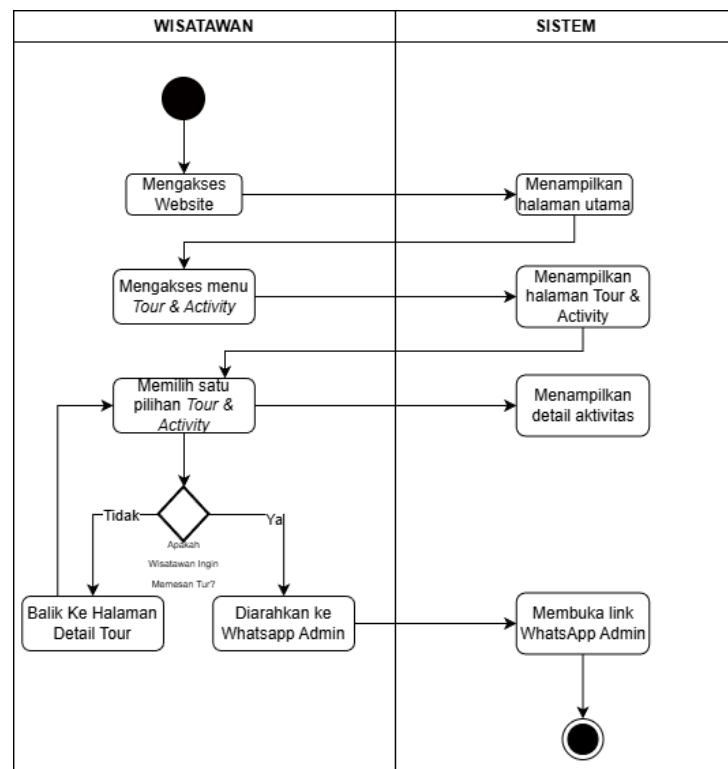 WISATAWAN
SISTEM
Mengakses
Website
Menampilkan
halaman utama
Mengakses menu
Tour & Activity
Menampilkan
halaman Tour &
Activity
Memilih satu
pilihan Tour &
Activity
Menampilkan
detail aktivitas
Tidak
Ya
Apakah
Wisatawan Ingin
Memesan Tur?
Balik Ke Halaman
Detail Tour
Diarahkan ke
Whatsapp Admin
Membuka link
WhatsApp Admin